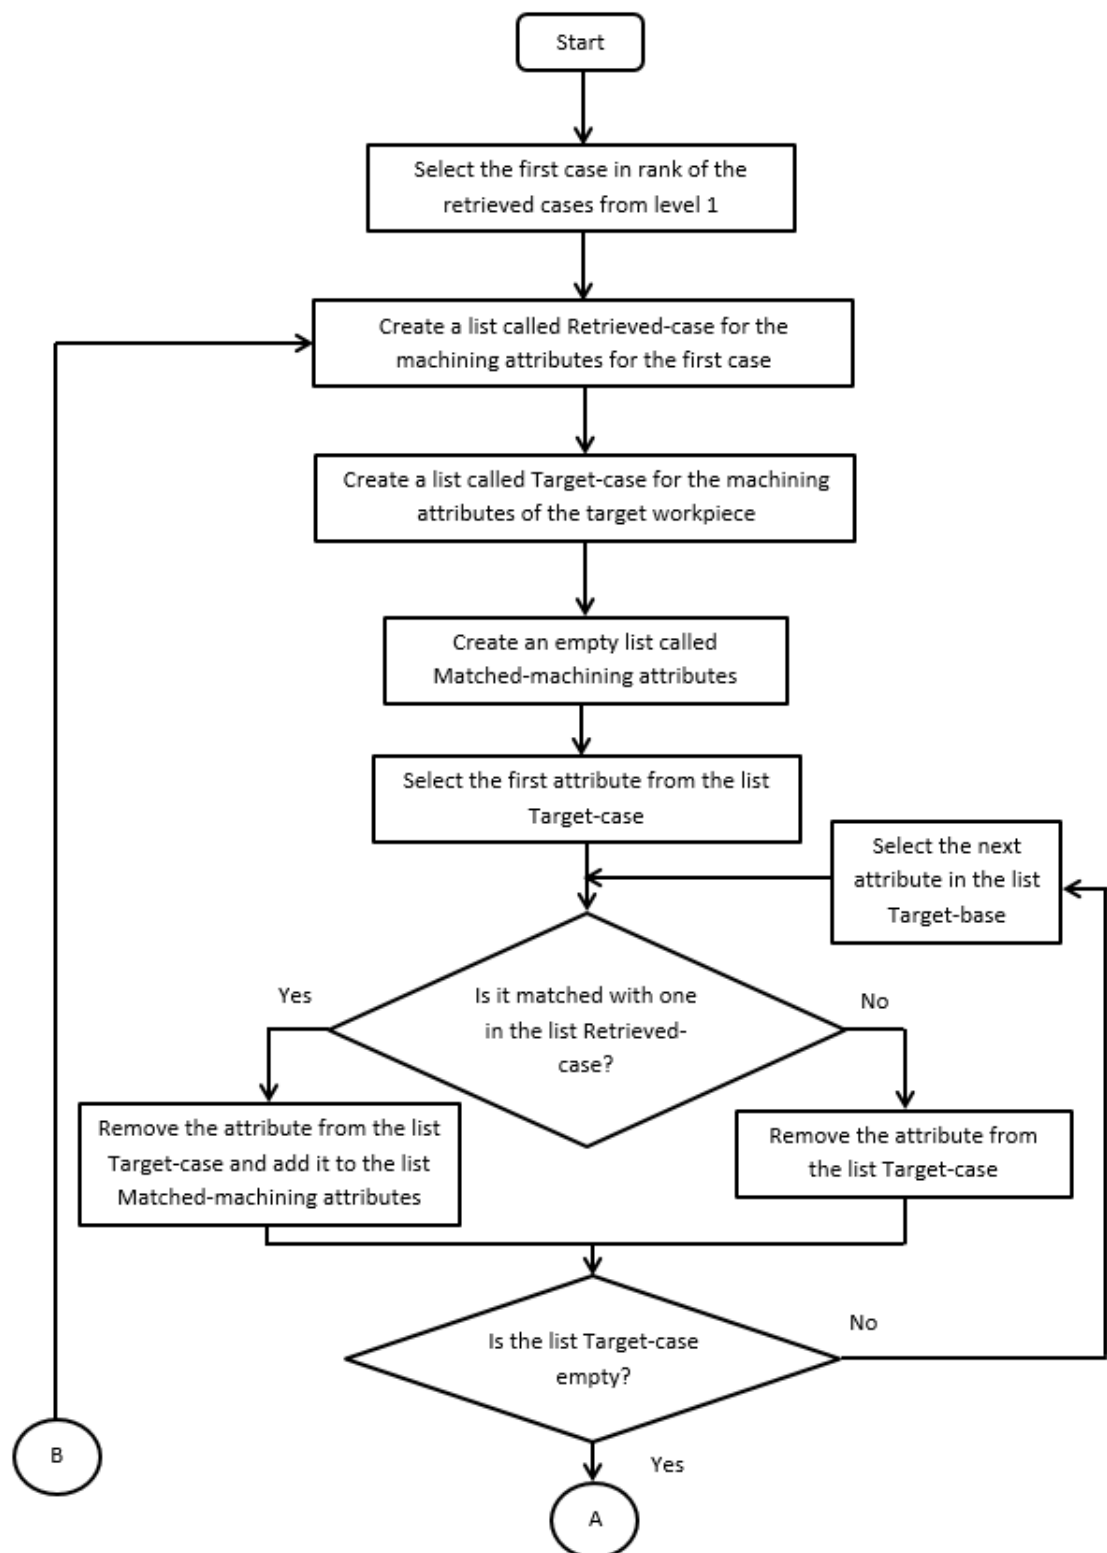 Start
Select the first case in rank of the
retrieved cases from level 1
Create a list called Retrieved-case for the
machining attributes for the first case
Create a list called Target-case for the machining
attributes of the target workpiece
Create an empty list called
Matched-machining attributes
Select the first attribute from the list
Target-case
Select the next
attribute in the list
Target-base
Is it matched with one
in the list Retrieved-
case?
Yes
No
Remove the attribute from the list
Target-case and add it to the list
Matched-machining attributes
Remove the attribute from
the list Target-case
Is the list Target-case
empty?
No
Yes
B
A